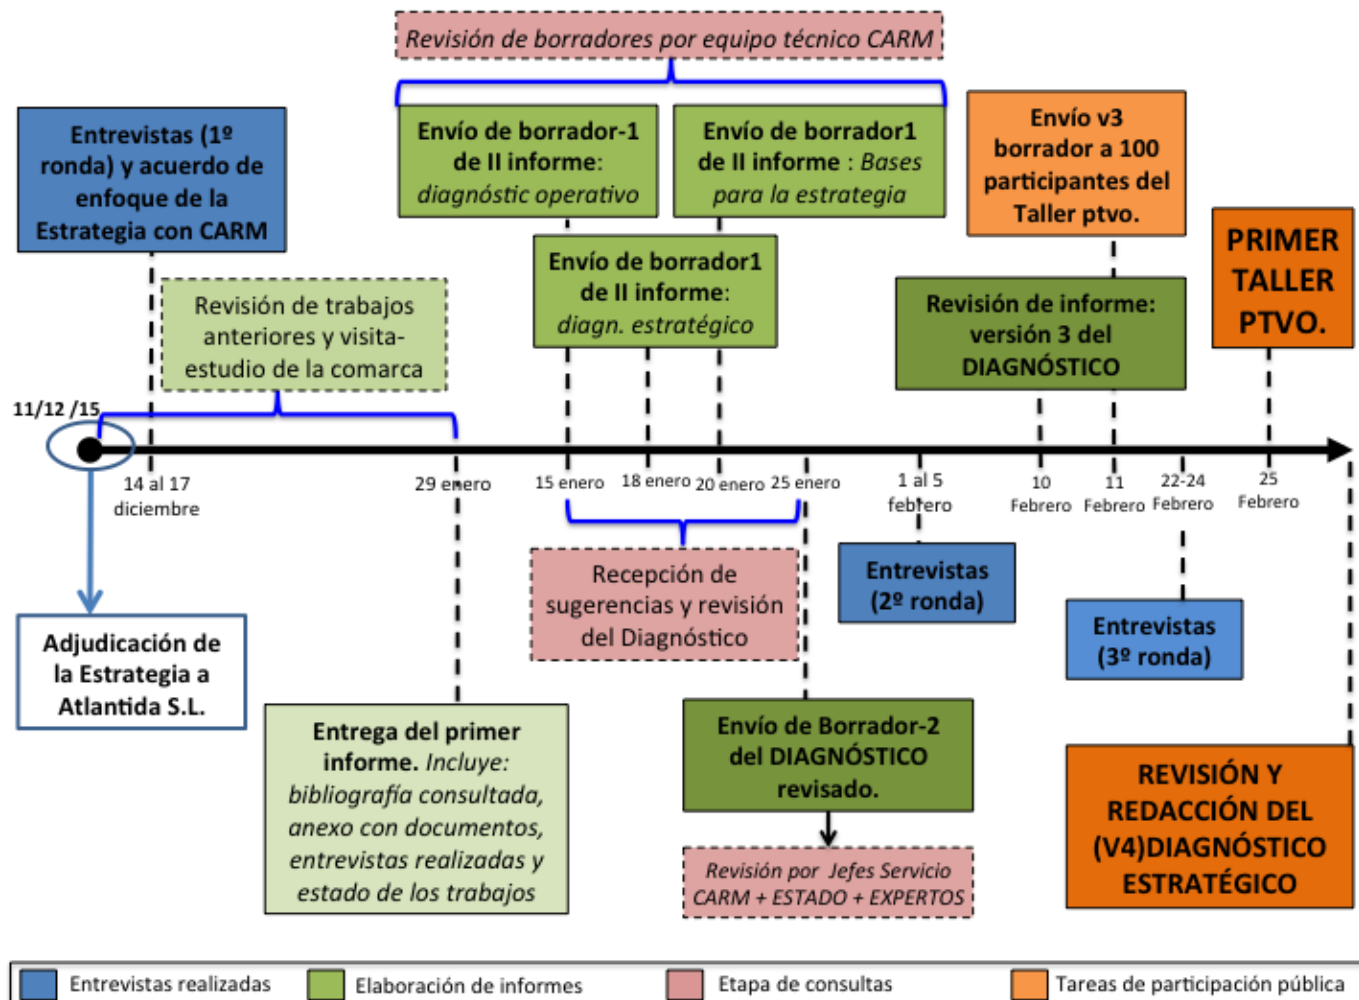 Revisión de borradores por equipo técnico CARM
Entrevistas (1º
ronda) y acuerdo de
enfoque de la
Estrategia con CARM
Envío de borrador-1
de II informe:
diagnóstic operativo
Envío de borrador1
de II informe : Bases
para la estrategia
Envío v3
borrador a 100
participantes del
Taller ptvo.
PRIMER
TALLER
PTVO.
Envío de borrador1
de II informe:
diagn. estratégico
Revisión de trabajos
anteriores y visita-
estudio de la comarca
Revisión de informe:
versión 3 del
DIAGNÓSTICO
11/12 /15
14 al 17
diciembre
29 enero
15 enero
18 enero
20 enero
25 enero
1 al 5
febrero
10
Febrero
11
Febrero
22-24
Febrero
25
Febrero
Recepción de
sugerencias y revisión
del Diagnóstico
Entrevistas
(2º ronda)
Entrevistas
(3º ronda)
Adjudicación de
la Estrategia a
Atlantida S.L.
Entrega del primer
informe. Incluye:
bibliografía consultada,
anexo con documentos,
entrevistas realizadas y
estado de los trabajos
Envío de Borrador-2
del DIAGNÓSTICO
revisado.
Revisión por Jefes Servicio
CARM + ESTADO + EXPERTOS
REVISIÓN Y
REDACCIÓN DEL
(V4)DIAGNÓSTICO
ESTRATÉGICO
Entrevistas realizadas
Elaboración de informes
Etapa de consultas
Tareas de participación pública